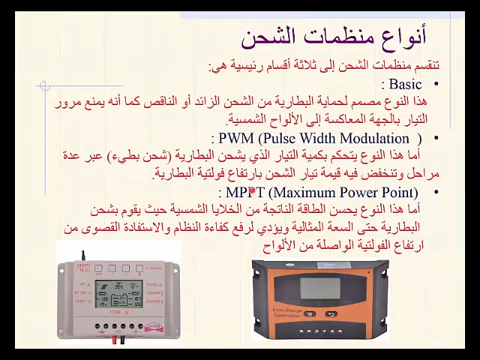 أنواع منظمات الشحن
تنقسم منظمات الشحن إلى ثلاثة أقسام رئيسية هي:
• Basic :
هذا النوع مصمم لحماية البطارية من الشحن الزائد أو الناقص كما أنه يمنع مرور
التيار بالجهة المعاكسة إلى الألواح الشمسية.
• PWM (Pulse Width Modulation ) :
أما هذا النوع يتحكم بكمية التيار الذي يشحن البطارية (شحن بطيء) عبر عدة
مراحل وتنخفض فيه قيمة تيار الشحن بارتفاع فولتية البطارية.
• MPPT (Maximum Power Point) :
أما هذا النوع يحسن الطاقة الناتجة من الخلايا الشمسية حيث يقوم بشحن
البطارية حتى السعة المثالية ويؤدي لرفع كفاءة النظام والاستفادة القصوى من
ارتفاع الفولتية الواصلة من الألواح
Solar Charge
Controller